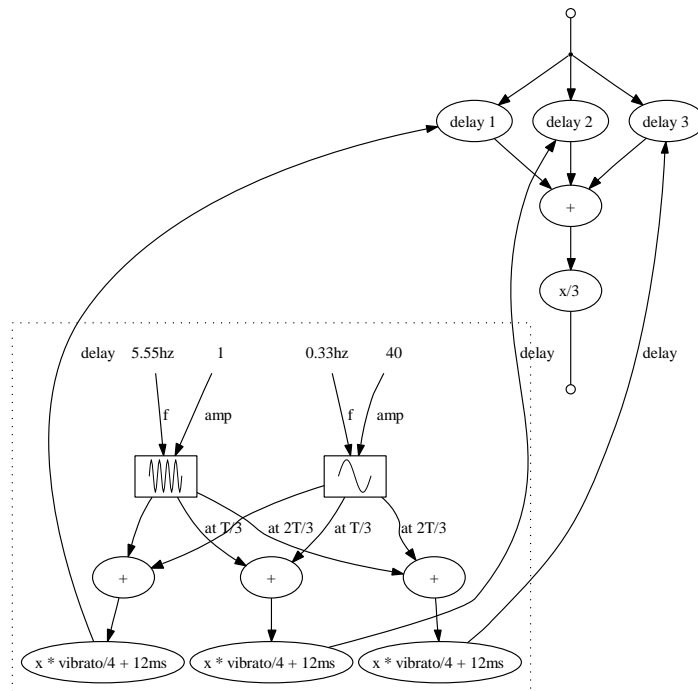 delay 1 delay 2 delay 3
+
x/3
delay 5.55hz 1 0.33hz 40 delay delay
f amp f amp
at T/3 at 2T/3 at T/3 at 2T/3
+ + +
x * vibrato/4 + 12ms x * vibrato/4 + 12ms x * vibrato/4 + 12ms